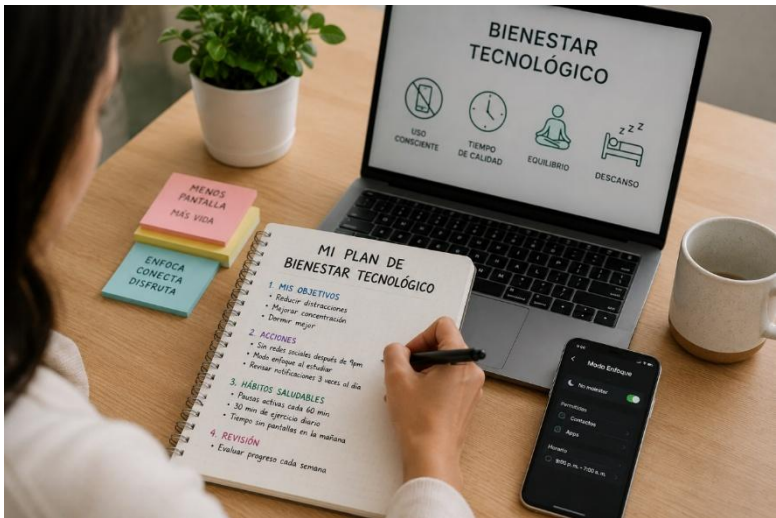 BIENESTAR
TECNOLÓGICO
USO
CONSCIENTE
TIEMPO
DE CALIDAD
EQUILIBRIO
DESCANSO
z z z
MENOS
PANTALLA
MÁS VIDA
ENFOCA
CONECTA
DISFRUTA
MI PLAN DE
BIENESTAR TECNOLÓGICO
1. MIS OBJETIVOS
• Reducir distracciones
• Mejorar concentración
• Dormir mejor
2. ACCIONES
• Sin redes sociales después de 9pm
• Modo enfoque al estudiar
• Revisar notificaciones 3 veces al día
3. HÁBITOS SALUDABLES
• Pausas activas cada 60 min
• 30 min de ejercicio diario
• Tiempo sin pantallas en la mañana
4. REVISIÓN
• Evaluar progreso cada semana
Modo Enfoque
No molestar
Contactos
Apps
Horario